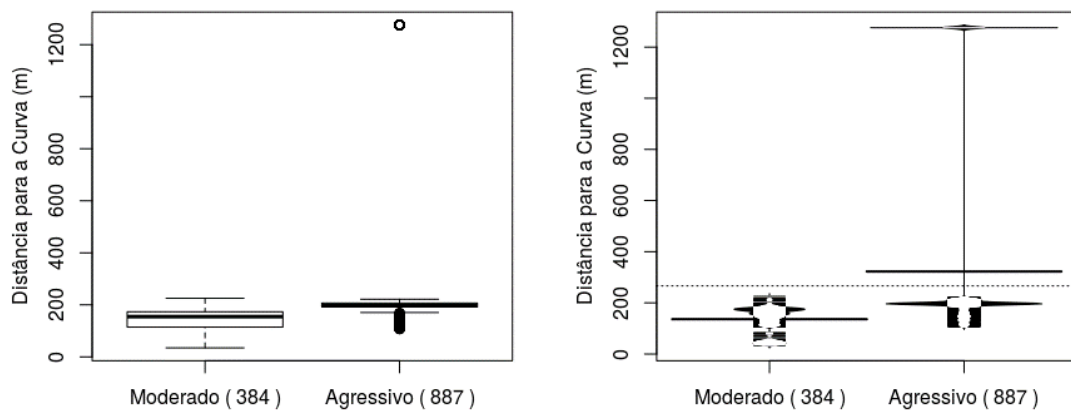 Distância para a Curva (m)
1200
800
600
400
200
0
Moderado ( 384 )
Agressivo ( 887 )
Distância para a Curva (m)
1200
800
600
400
200
0
Moderado ( 384 )
Agressivo ( 887 )